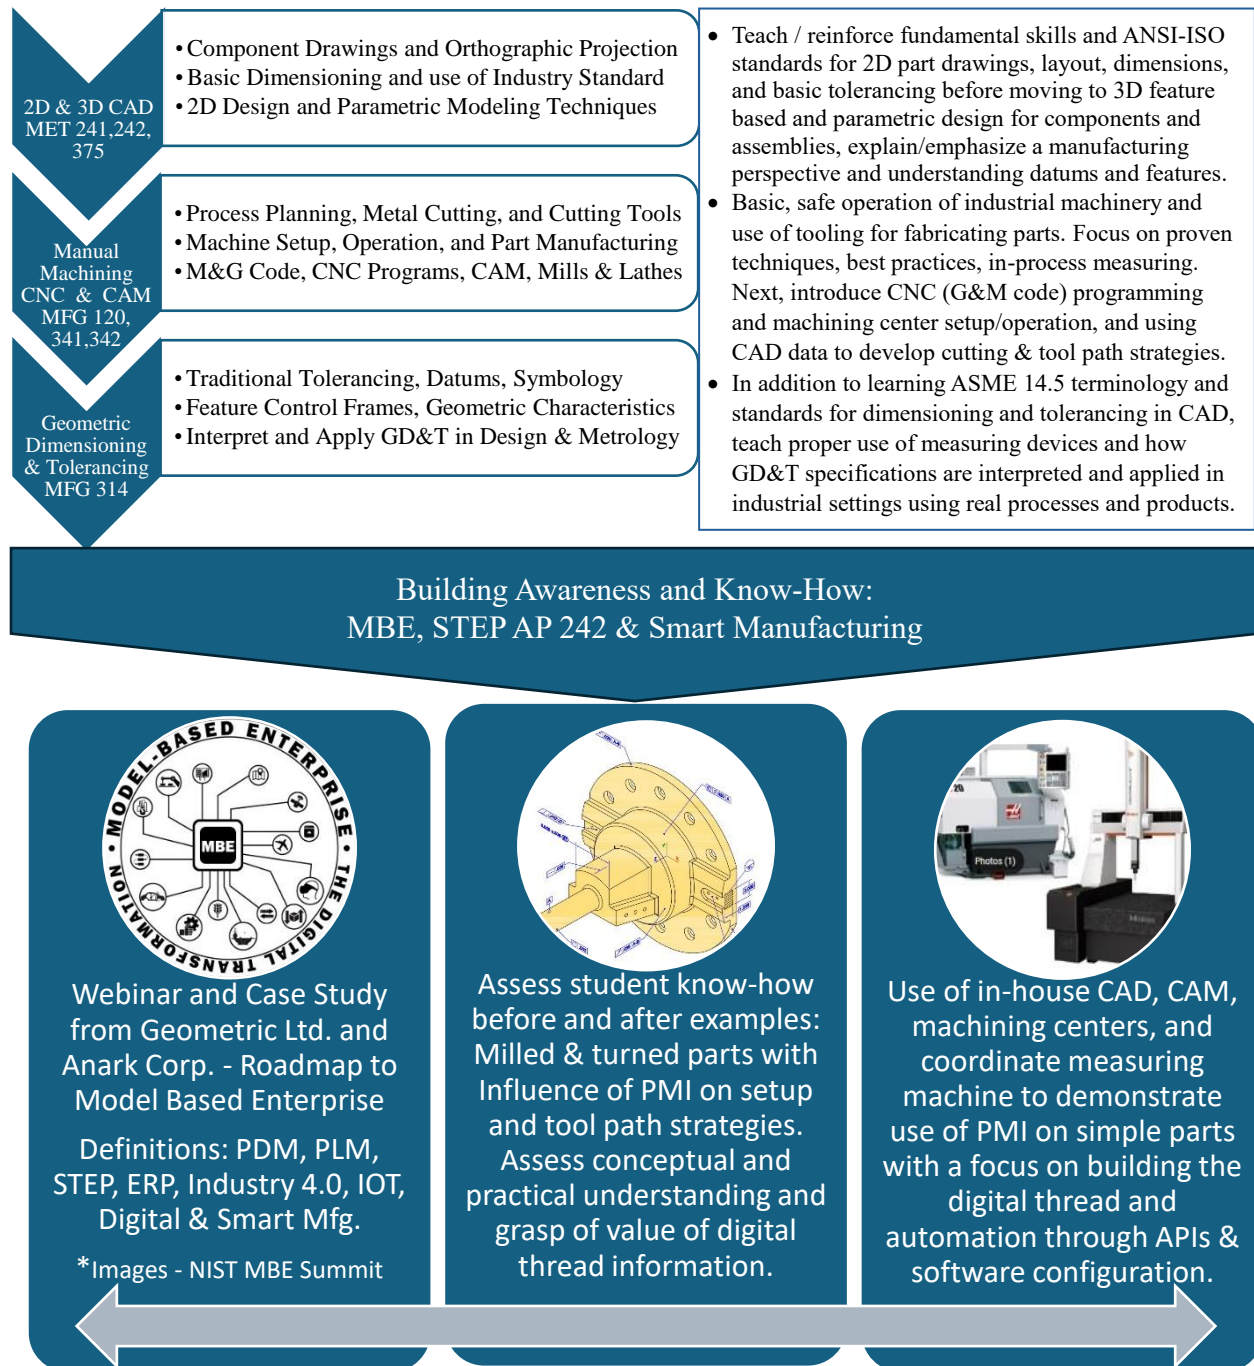 2D & 3D CAD
MET 241,242,
375
• Component Drawings and Orthographic Projection
• Basic Dimensioning and use of Industry Standard
• 2D Design and Parametric Modeling Techniques
Manual
Machining
CNC & CAM
MFG 120,
341,342
• Process Planning, Metal Cutting, and Cutting Tools
• Machine Setup, Operation, and Part Manufacturing
• M&G Code, CNC Programs, CAM, Mills & Lathes
Geometric
Dimensioning
& Tolerancing
MFG 314
• Traditional Tolerancing, Datums, Symbology
• Feature Control Frames, Geometric Characteristics
• Interpret and Apply GD&T in Design & Metrology
• Teach / reinforce fundamental skills and ANSI-ISO
standards for 2D part drawings, layout, dimensions,
and basic tolerancing before moving to 3D feature
based and parametric design for components and
assemblies, explain/emphasize a manufacturing
perspective and understanding datums and features.
• Basic, safe operation of industrial machinery and
use of tooling for fabricating parts. Focus on proven
techniques, best practices, in-process measuring.
Next, introduce CNC (G&M code) programming
and machining center setup/operation, and using
CAD data to develop cutting & tool path strategies.
• In addition to learning ASME 14.5 terminology and
standards for dimensioning and tolerancing in CAD,
teach proper use of measuring devices and how
GD&T specifications are interpreted and applied in
industrial settings using real processes and products.
Building Awareness and Know-How:
MBE, STEP AP 242 & Smart Manufacturing
MODEL-BASED ENTERPRISE • THE DIGITAL TRANSFORMATION •
MBE
Webinar and Case Study
from Geometric Ltd. and
Anark Corp. - Roadmap to
Model Based Enterprise
Definitions: PDM, PLM,
STEP, ERP, Industry 4.0, IOT,
Digital & Smart Mfg.
*Images - NIST MBE Summit
Assess student know-how
before and after examples:
Milled & turned parts with
Influence of PMI on setup
and tool path strategies.
Assess conceptual and
practical understanding and
grasp of value of digital
thread information.
20
Photos (1)
Use of in-house CAD, CAM,
machining centers, and
coordinate measuring
machine to demonstrate
use of PMI on simple parts
with a focus on building the
digital thread and
automation through APIs &
software configuration.